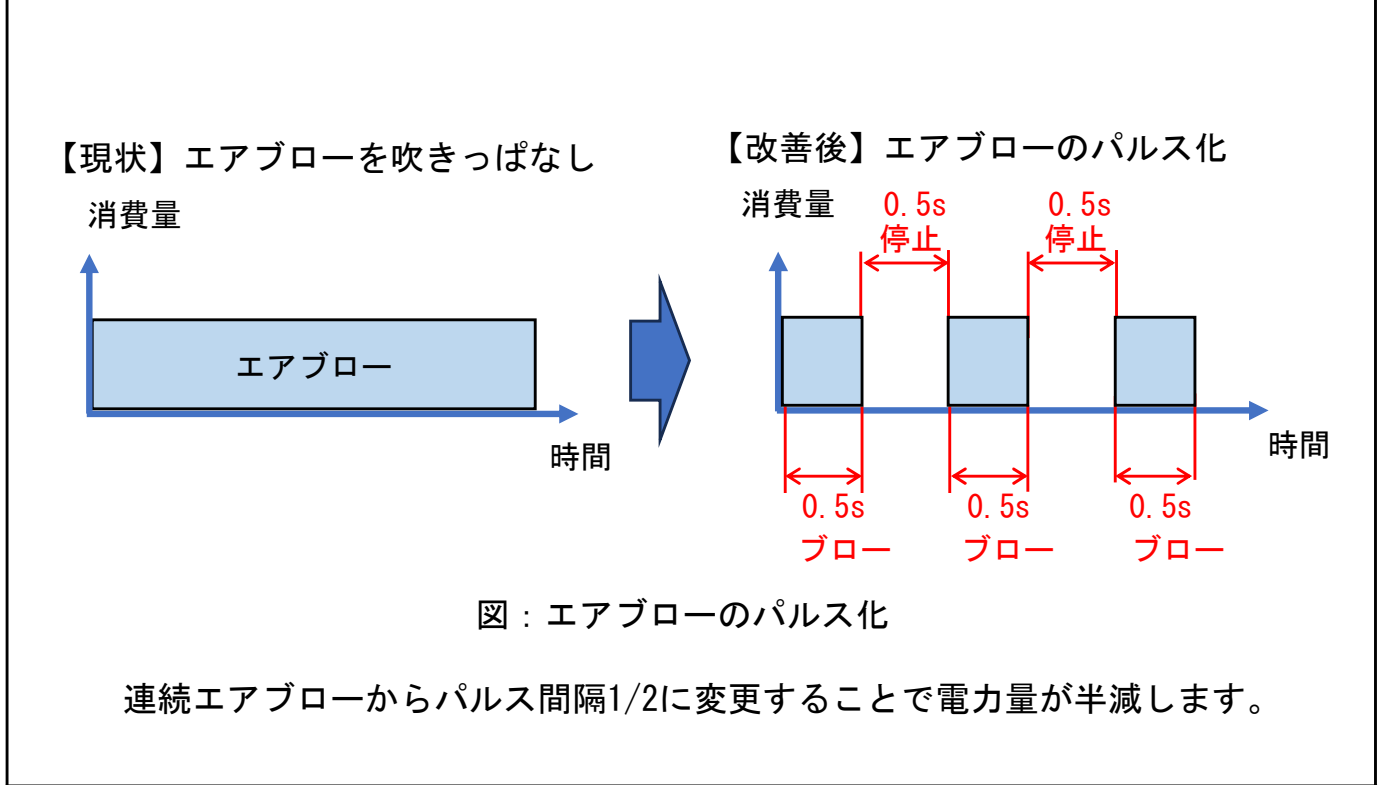 【現状】エアブローを吹きっぱなし
消費量
エアブロー
時間
【改善後】エアブローのパルス化
消費量
0.5s
停止
0.5s
停止
時間
0.5s
ブロー
0.5s
ブロー
0.5s
ブロー
図：エアブローのパルス化
連続エアブローからパルス間隔1/2に変更することで電力量が半減します。